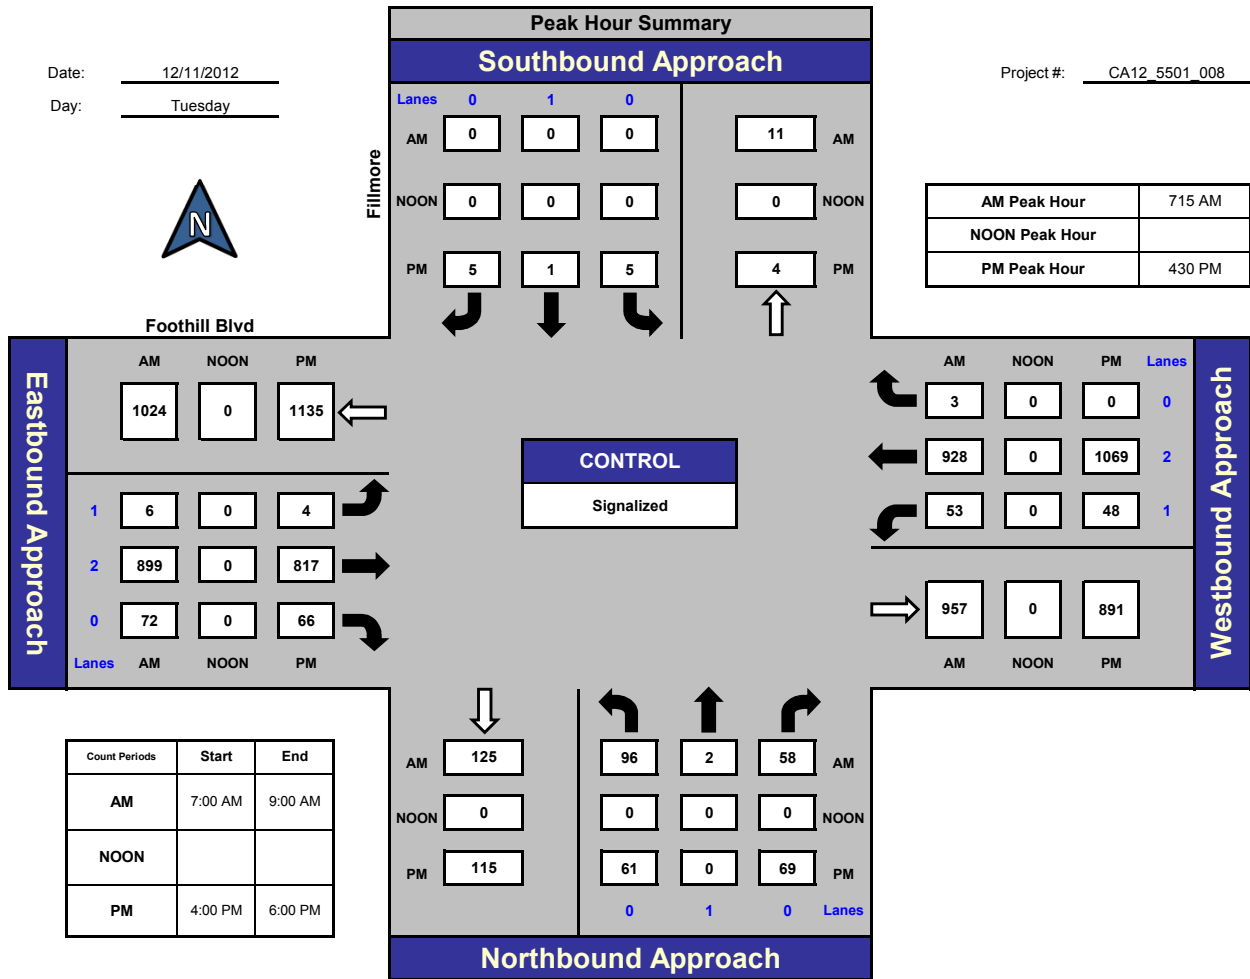 Peak Hour Summary
Southbound Approach
Date: 12/11/2012
Day: Tuesday
Project #: CA12_5501_008
N
Fillmore
Lanes 0 1 0
AM 0 0 0 11 AM
NOON 0 0 0 0 NOON
PM 5 1 5 4 PM
AM Peak Hour 715 AM
NOON Peak Hour
PM Peak Hour 430 PM
Foothill Blvd
Eastbound Approach
AM NOON PM
1024 0 1135
1 6 0 4
2 899 0 817
0 72 0 66
Lanes AM NOON PM
CONTROL
Signalized
AM NOON PM Lanes
3 0 0 0
928 0 1069 2
53 0 48 1
957 0 891
AM NOON PM
Westbound Approach
Count Periods Start End
AM 7:00 AM 9:00 AM
NOON
PM 4:00 PM 6:00 PM
AM 125 96 2 58 AM
NOON 0 0 0 0 NOON
PM 115 61 0 69 PM
0 1 0 Lanes
Northbound Approach